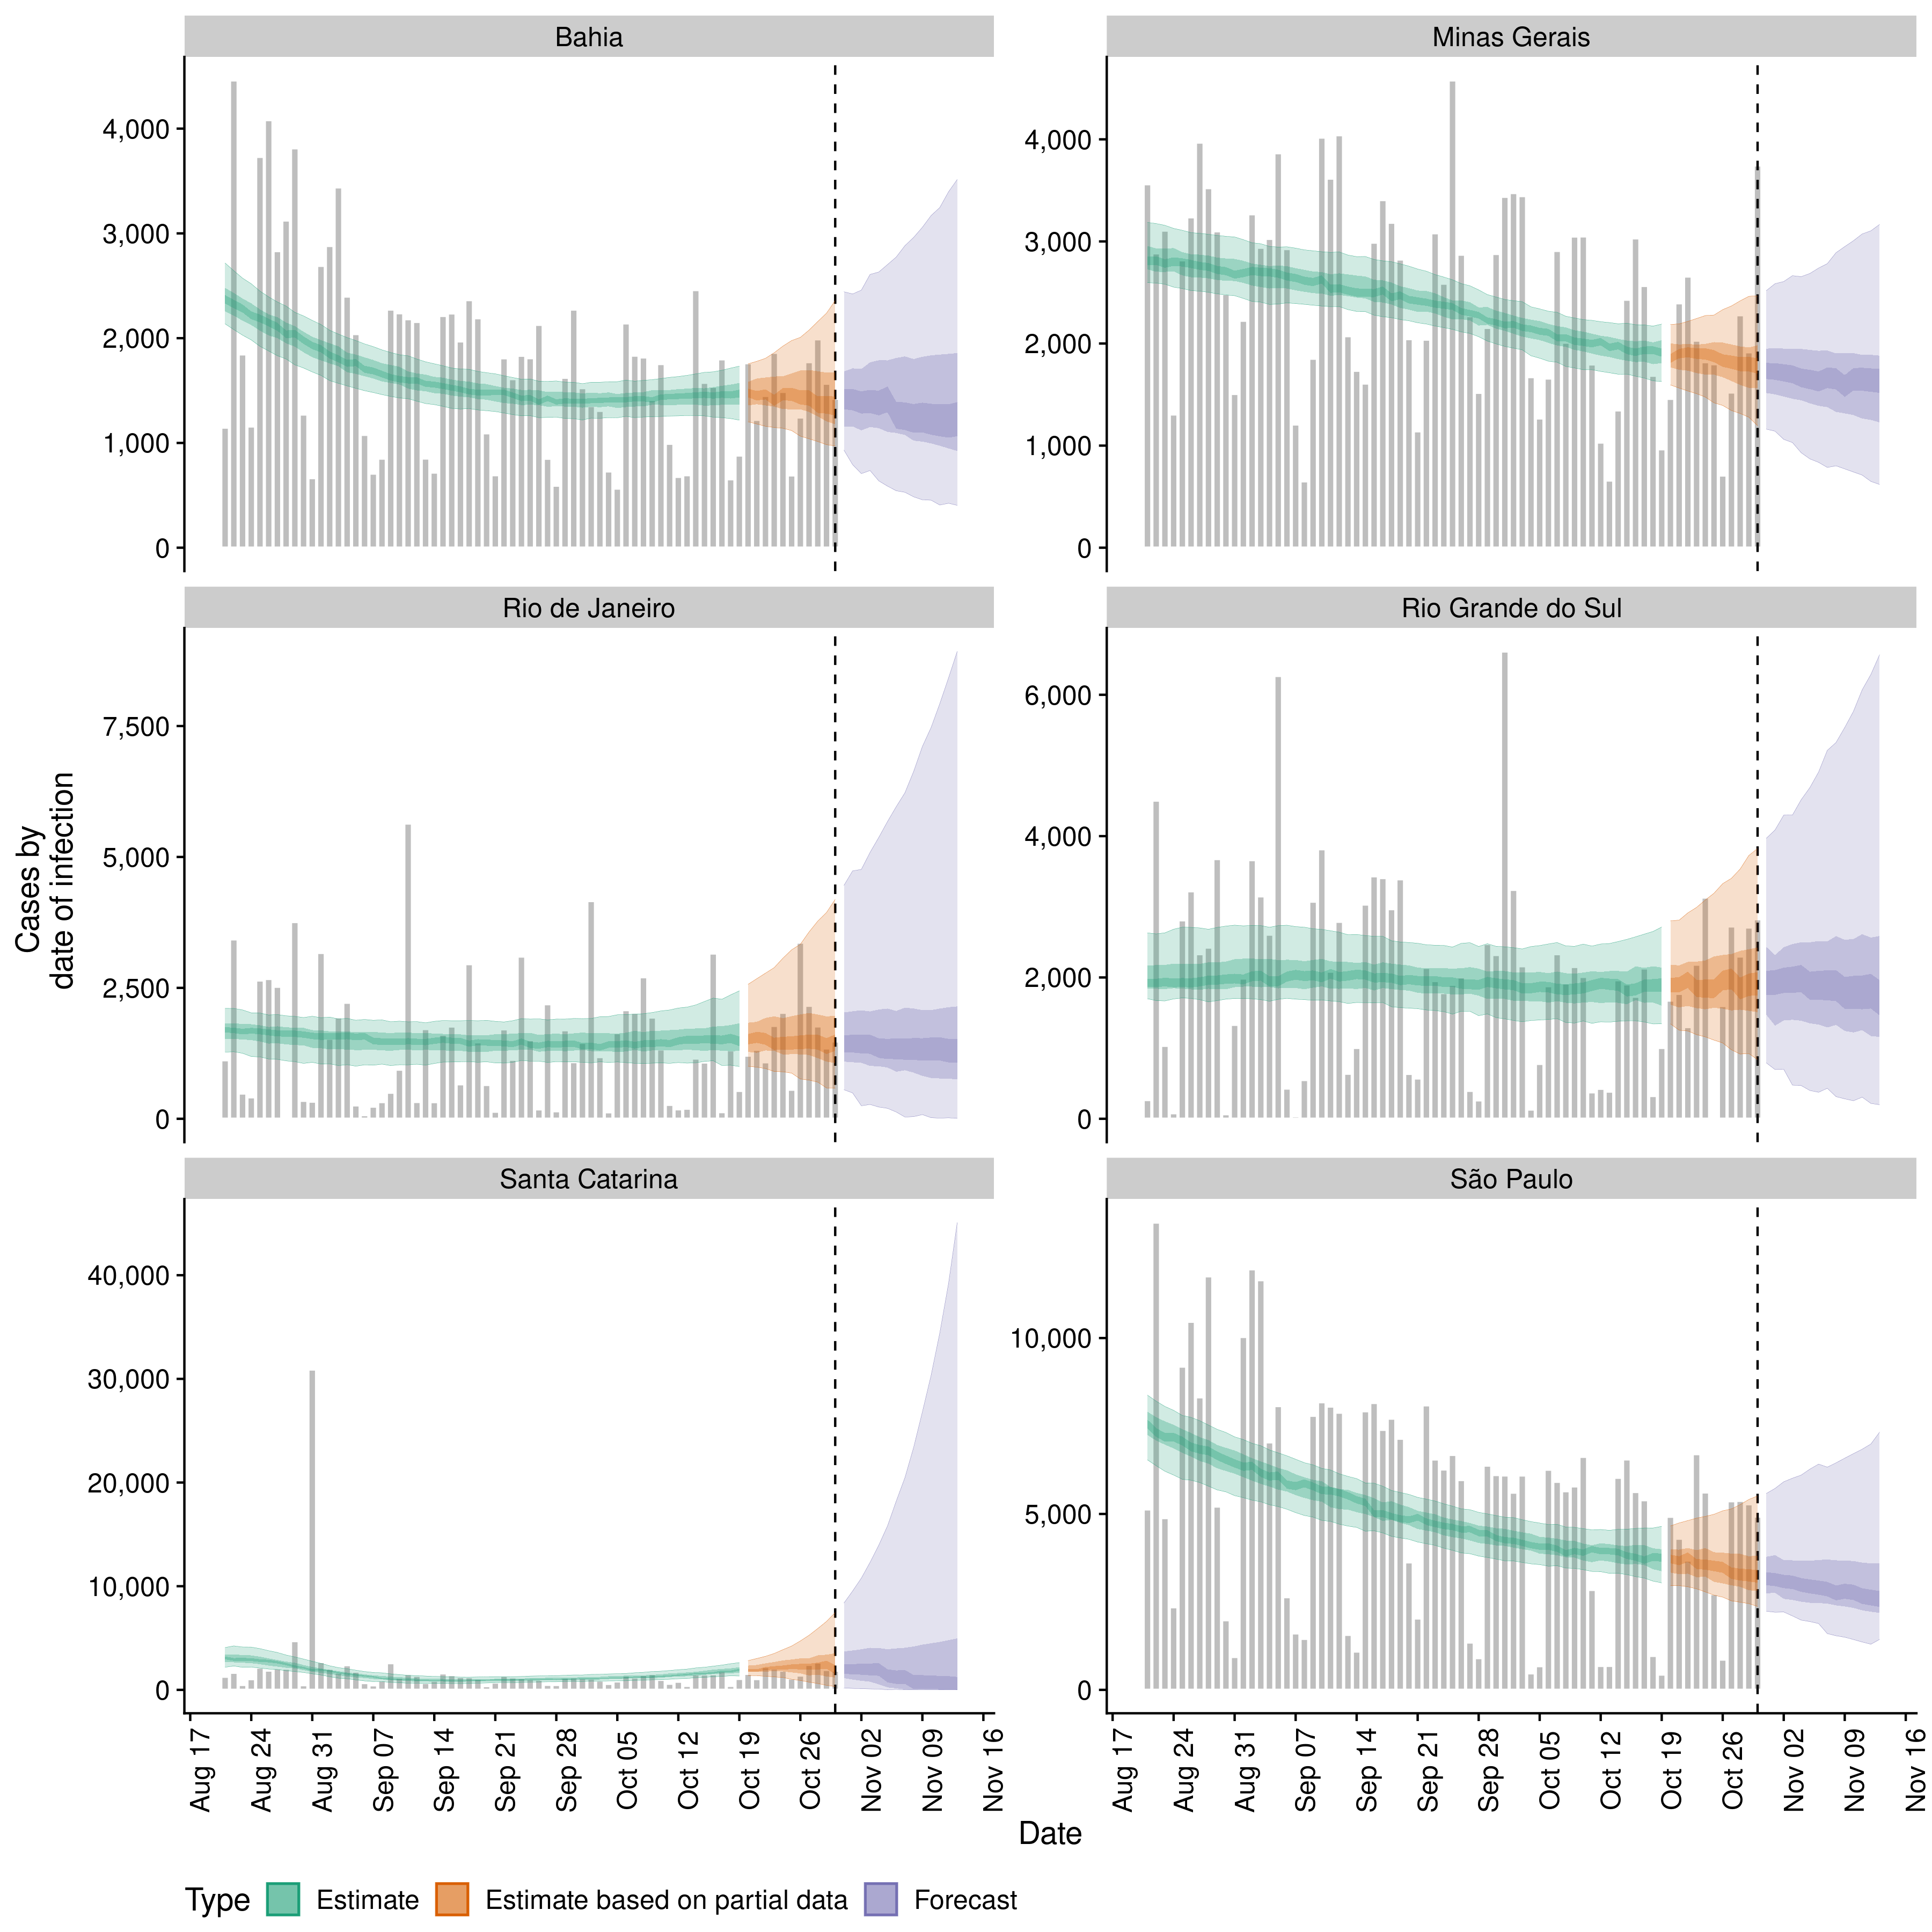 Bahia
Minas Gerais
4,000
3,000
2,000
1,000
0
4,000
3,000
2,000
1,000
0
Rio de Janeiro
Rio Grande do Sul
7,500
5,000
2,500
0
6,000
4,000
2,000
0
Cases by
date of infection
Santa Catarina
São Paulo
40,000
30,000
20,000
10,000
0
10,000
5,000
0
Aug 17
Aug 24
Aug 31
Sep 07
Sep 14
Sep 21
Sep 28
Oct 05
Oct 12
Oct 19
Oct 26
Nov 02
Nov 09
Nov 16
Aug 17
Aug 24
Aug 31
Sep 07
Sep 14
Sep 21
Sep 28
Oct 05
Oct 12
Oct 19
Oct 26
Nov 02
Nov 09
Nov 16
Date
Type Estimate Estimate based on partial data Forecast